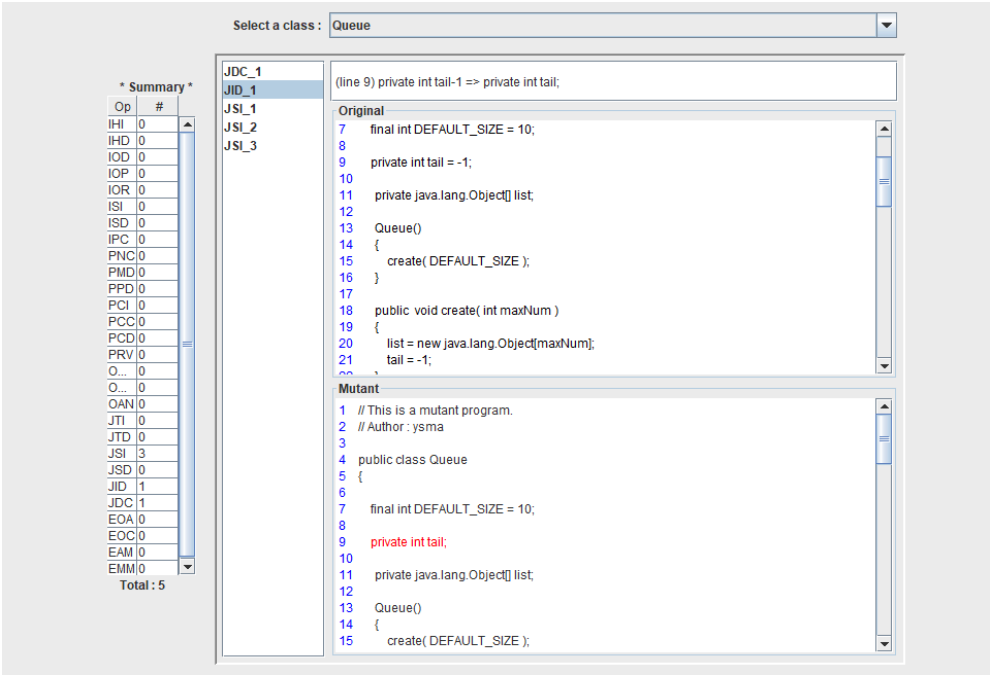 Select a class : Queue
* Summary *
Op #
IHI 0
IHD 0
IOD 0
IOP 0
IOR 0
ISI 0
ISD 0
IPC 0
PNC 0
PMD 0
PPD 0
PCI 0
PCC 0
PCD 0
PRV 0
O... 0
O... 0
OAN 0
JTI 0
JTD 0
JSI 3
JSD 0
JID 1
JDC 1
EOA 0
EOC 0
EAM 0
EMM 0
Total : 5
JDC_1
JID_1
JSI_1
JSI_2
JSI_3
(line 9) private int tail-1 => private int tail;
Original
7 final int DEFAULT_SIZE = 10;
8
9 private int tail = -1;
10
11 private java.lang.Object[] list;
12
13 Queue()
14 {
15 create( DEFAULT_SIZE );
16 }
17
18 public void create( int maxNum )
19 {
20 list = new java.lang.Object[maxNum];
21 tail = -1;
Mutant
1 // This is a mutant program.
2 // Author : ysma
3
4 public class Queue
5 {
6
7 final int DEFAULT_SIZE = 10;
8
9 private int tail;
10
11 private java.lang.Object[] list;
12
13 Queue()
14 {
15 create( DEFAULT_SIZE );